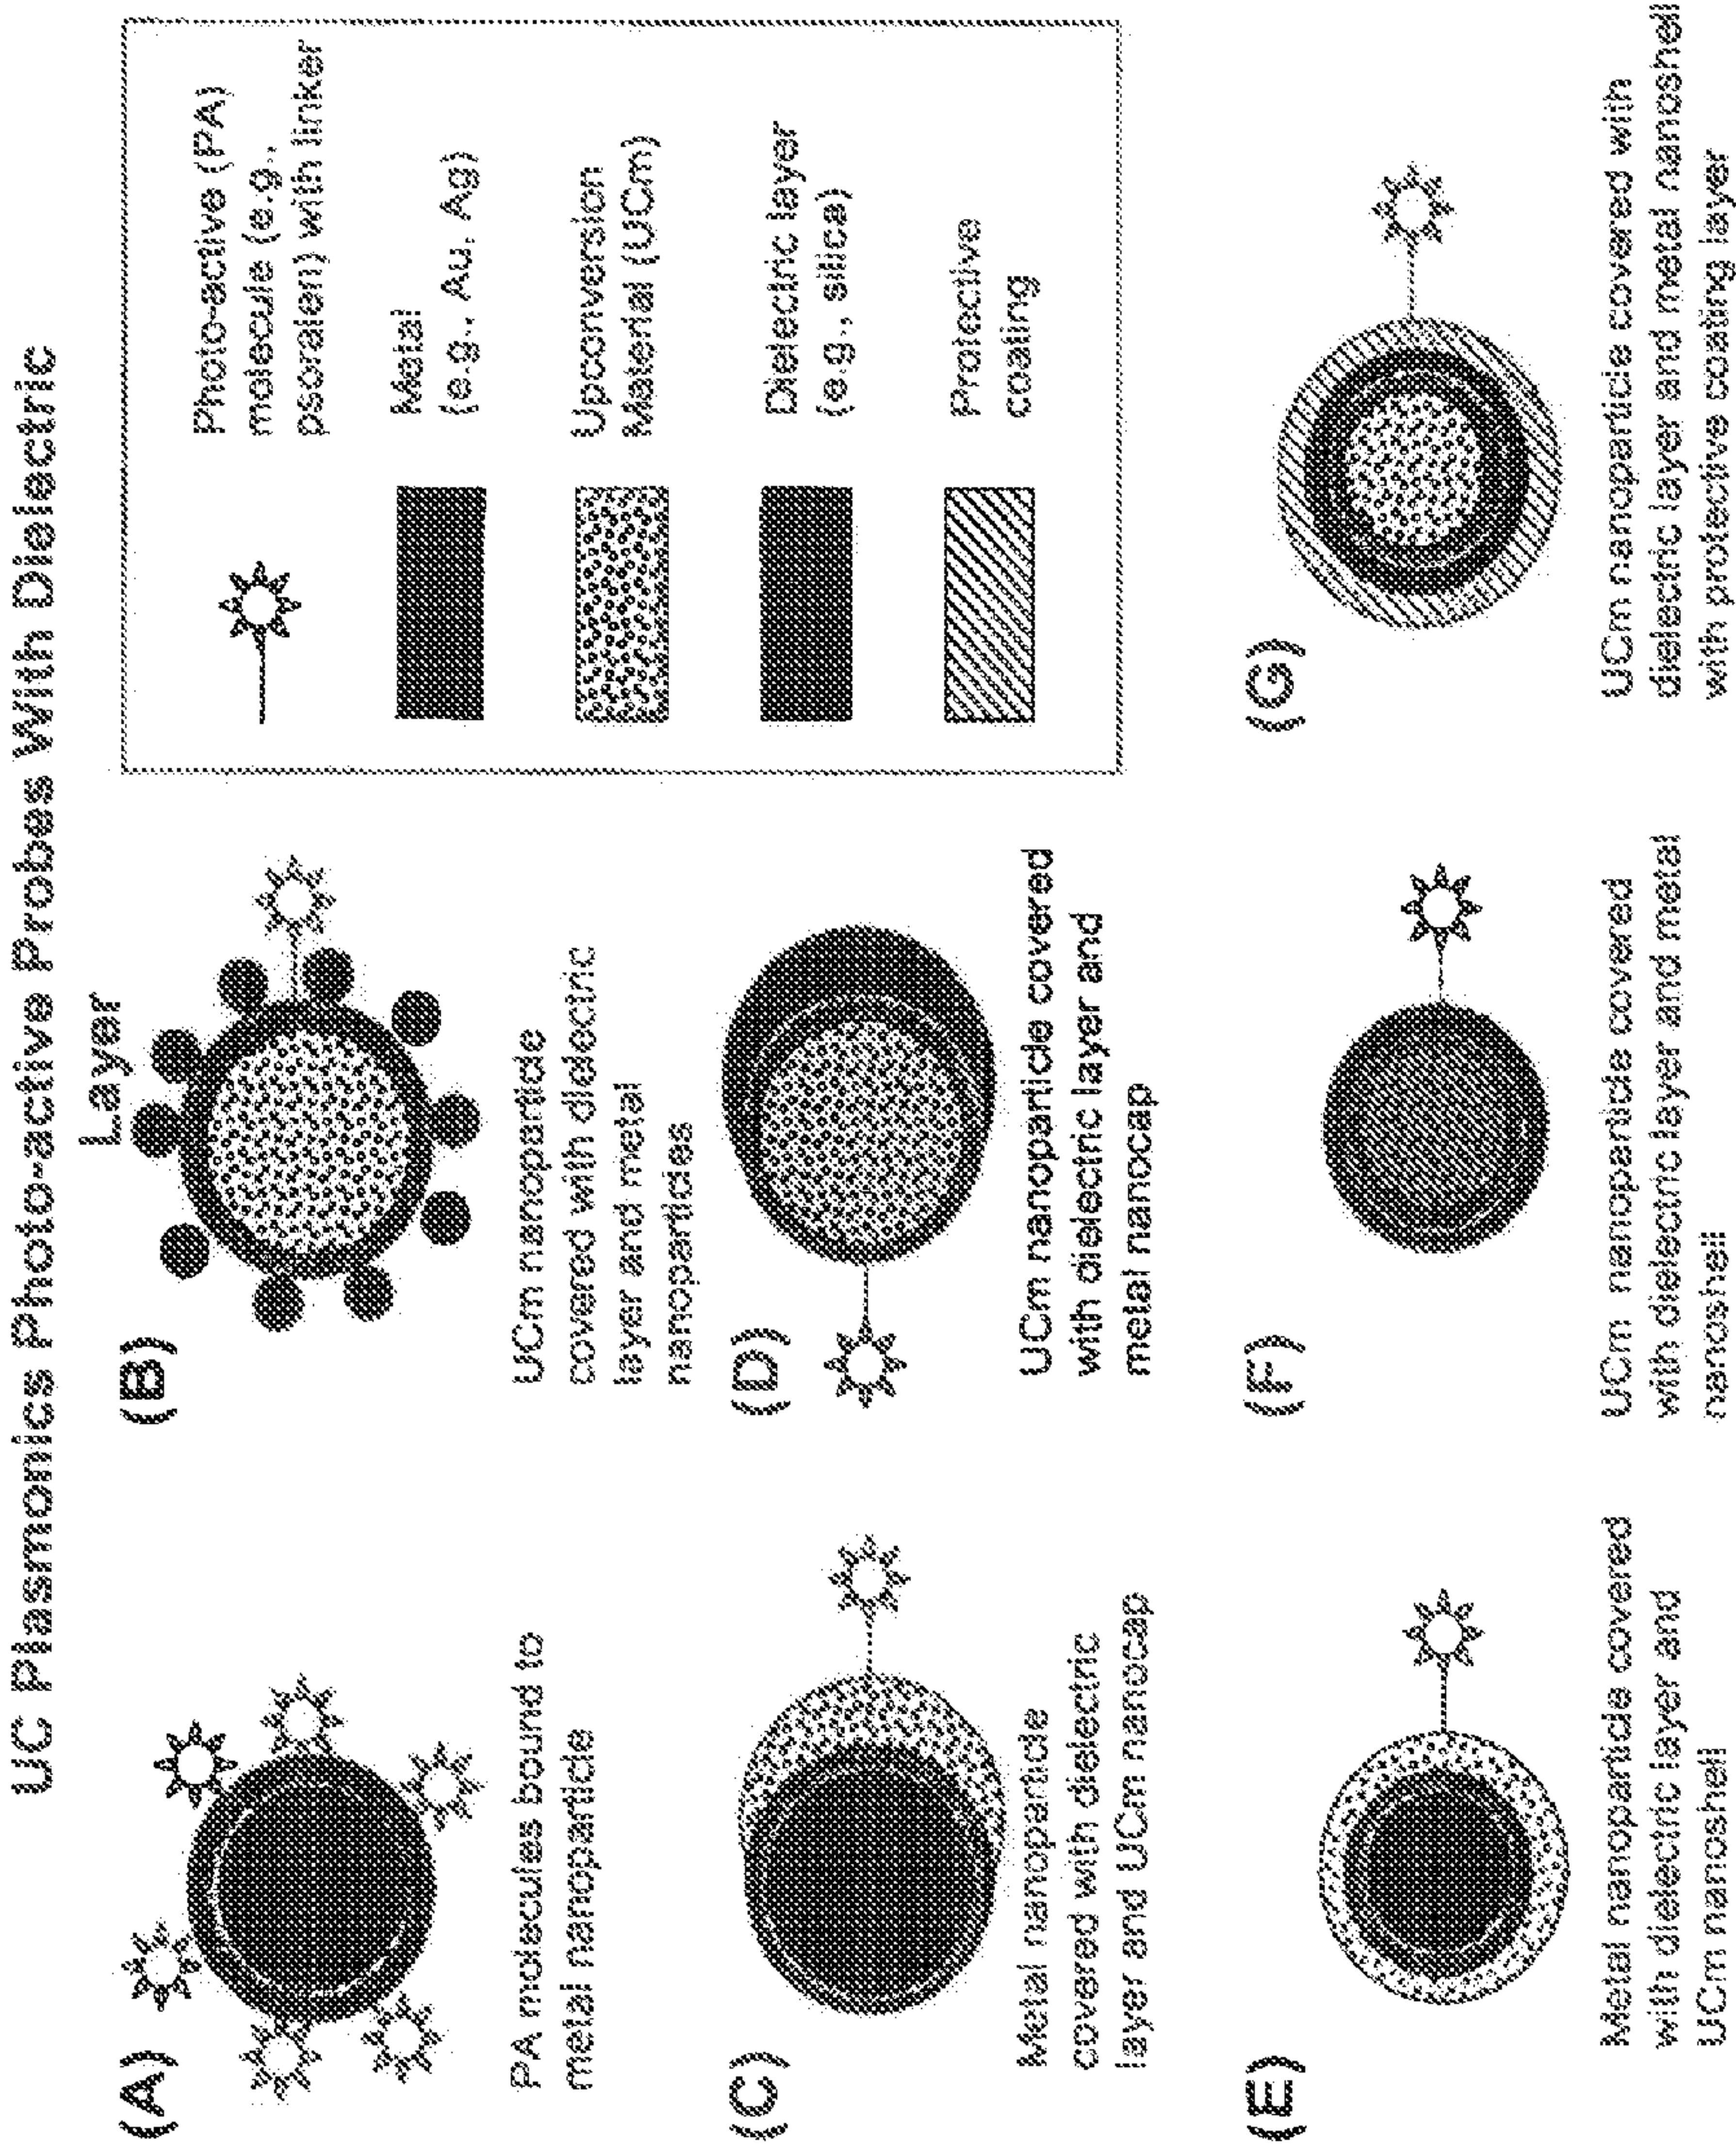 UC Plasmonics Photo-active Probes With Dielectric
Layer
(A)
PA molecules bound to
metal nanoparticle
(B)
UCm nanoparticle
covered with dielectric
layer and metal
nanoparticles
Photo-active (PA)
molecule (e.g.,
psoralen) with linker
Metal
(e.g., Au, Ag)
Upconversion
Material (UCm)
Dielectric layer
(e.g., silica)
Protective
coating
(C)
Metal nanoparticle
covered with dielectric
layer and UCm nanocap
(D)
UCm nanoparticle covered
with dielectric layer and
metal nanocap
(E)
Metal nanoparticle covered
with dielectric layer and
UCm nanoshell
(F)
UCm nanoparticle covered
with dielectric layer and metal
nanoshell
(G)
UCm nanoparticle covered with
dielectric layer and metal nanoshell
with protective coating layer